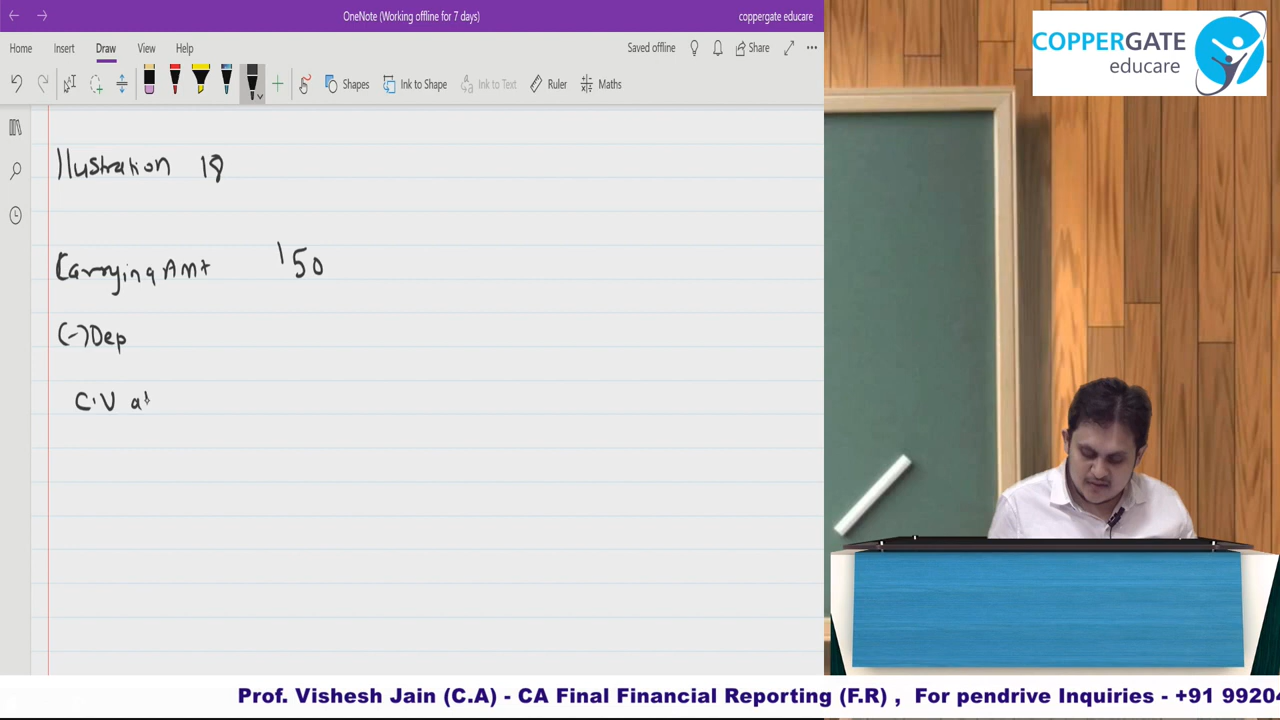 OneNote (Working offline for 7 days)
coppergate educare
Home Insert Draw View Help
Saved offline
Share
Shapes
Ink to Shape
Ink to Text
Ruler
Maths
COPPERGATE
educare
Illustration 18
Carrying Amt 150
(-) Dep
C.V at
Prof. Vishesh Jain (C.A) - CA Final Financial Reporting (F.R) , For pendrive Inquiries - +91 9920